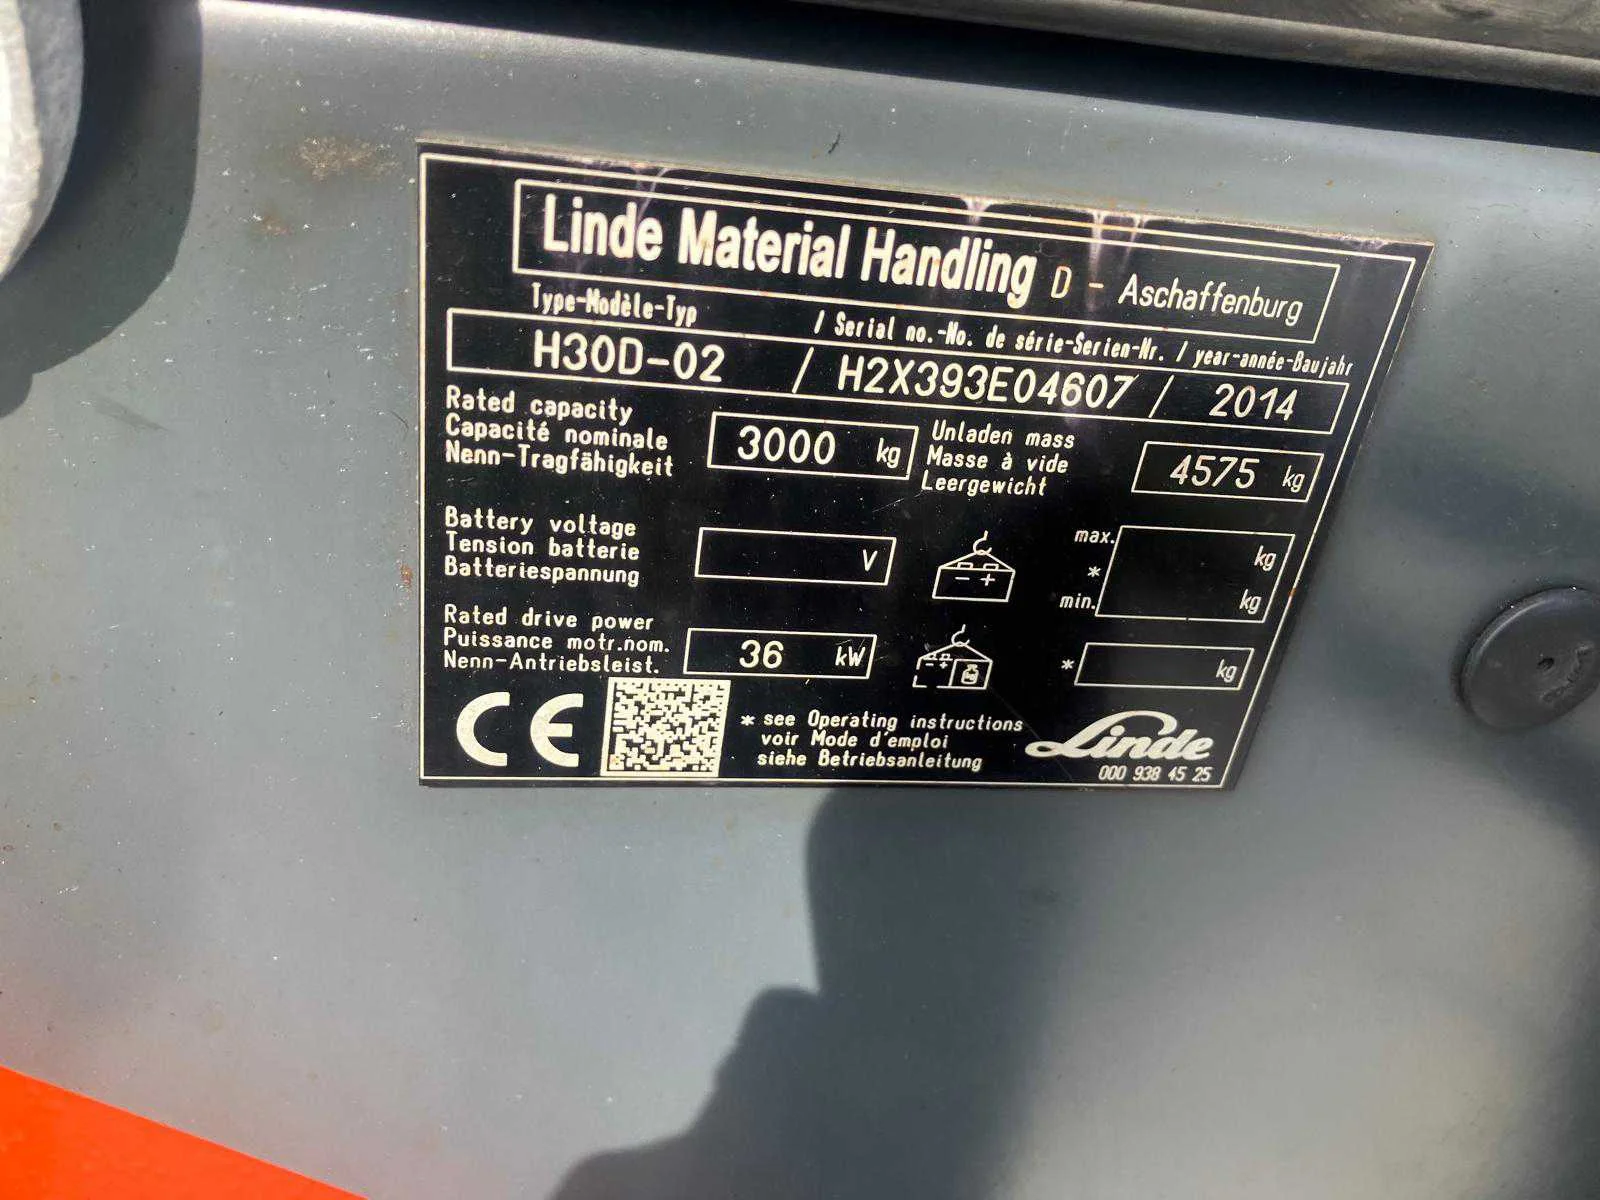 Linde Material Handling D - Aschaffenburg
Type-Modèle-Typ / Serial no.-No. de série-Serien-Nr. / year-année-Baujahr
H30D-02 / H2X393E04607 / 2014
Rated capacity
Capacité nominale
Nenn-Tragfähigkeit
3000 kg
Unladen mass
Masse à vide
Leergewicht
4575 kg
Battery voltage
Tension batterie
Batteriespannung
V
- +
max. kg
*
min. kg
Rated drive power
Puissance motr.nom.
Nenn-Antriebsleist.
36 kW
- +
* kg
CE
* see Operating instructions
voir Mode d'emploi
siehe Betriebsanleitung
Linde
000 938 45 25